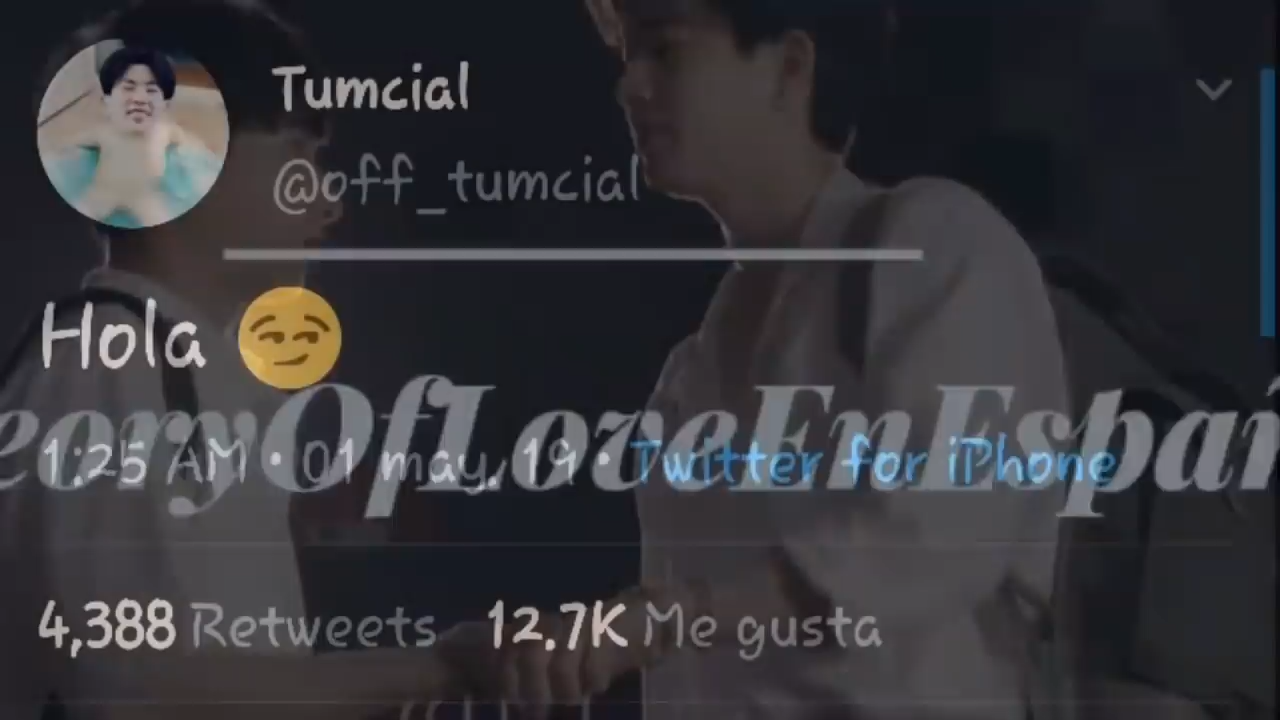 Tumcial
@off_tumcial
Hola 😏
eoryOfLoveEnEspañ
1:25 AM · 01 may. 19 · Twitter for iPhone
4,388 Retweets 12.7K Me gusta